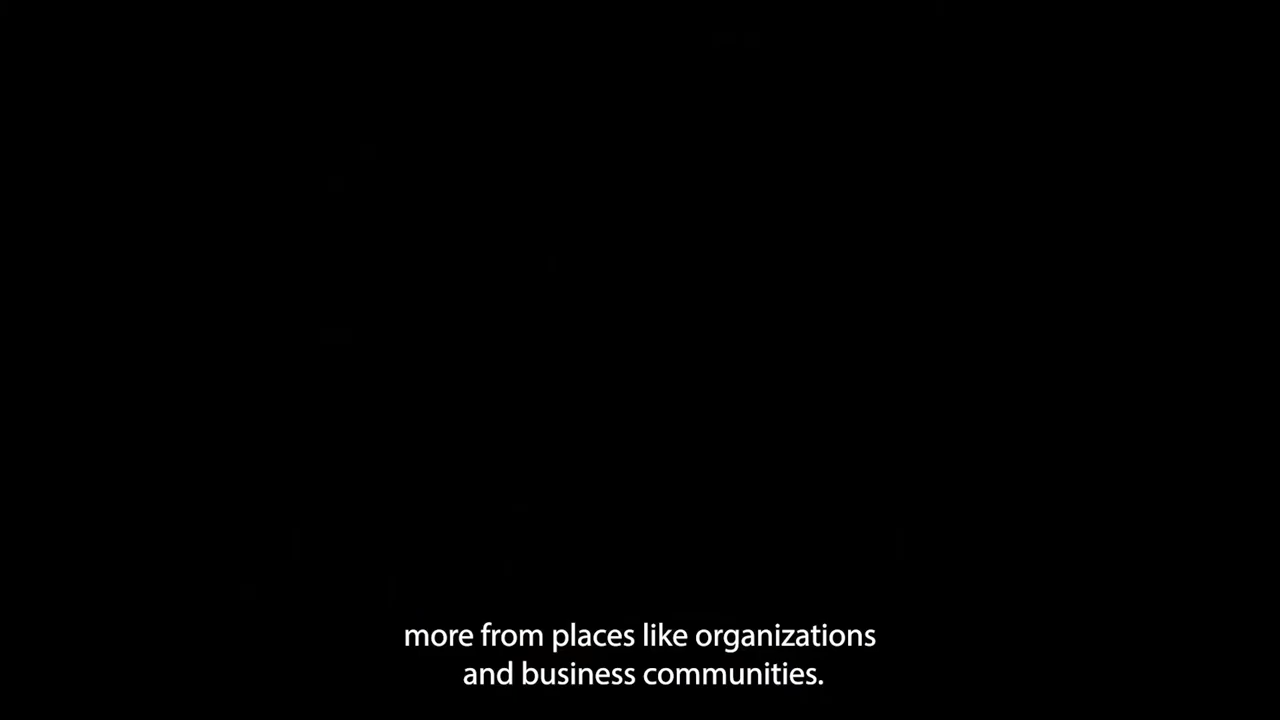 more from places like organizations
and business communities.